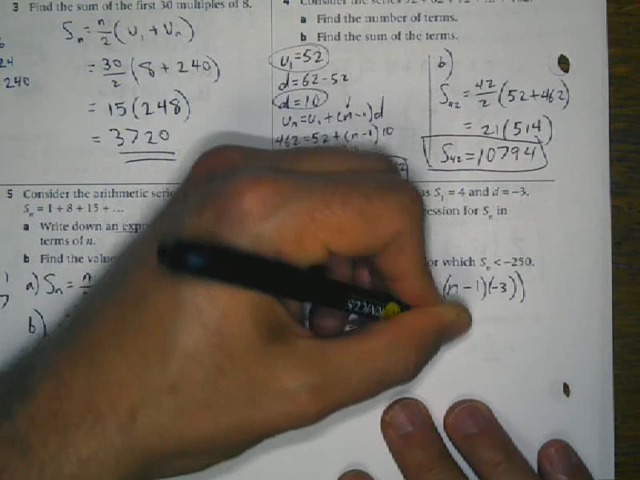 3 Find the sum of the first 30 multiples of 8.
Sₙ = n/2 (u₁ + uₙ)
= 30/2 (8 + 240)
= 15 (248)
= 3720
24
240
a Find the number of terms.
b Find the sum of the terms.
u₁ = 52
d = 62 - 52
d = 10
uₙ = u₁ + (n-1)d
462 = 52 + (n-1)10
b)
S₄₂ = 42/2 (52 + 462)
= 21 (514)
S₄₂ = 10794
5 Consider the arithmetic
Sₙ = 1 + 8 + 15 + ...
a Write down an
terms of n.
b Find the
a) Sₙ =
b)
S₁ = 4 and d = –3.
for Sₙ in
which Sₙ < –250.
(n - 1)(-3))